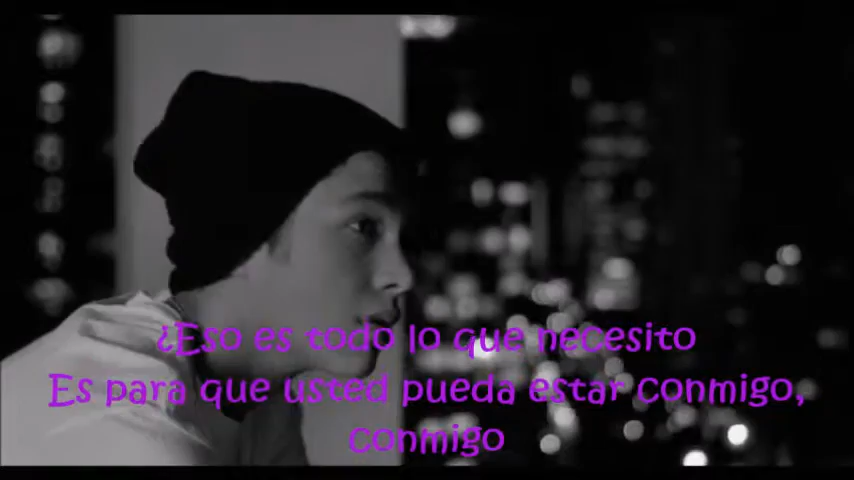 ¿Eso es todo lo que necesito
Es para que usted pueda estar conmigo,
conmigo